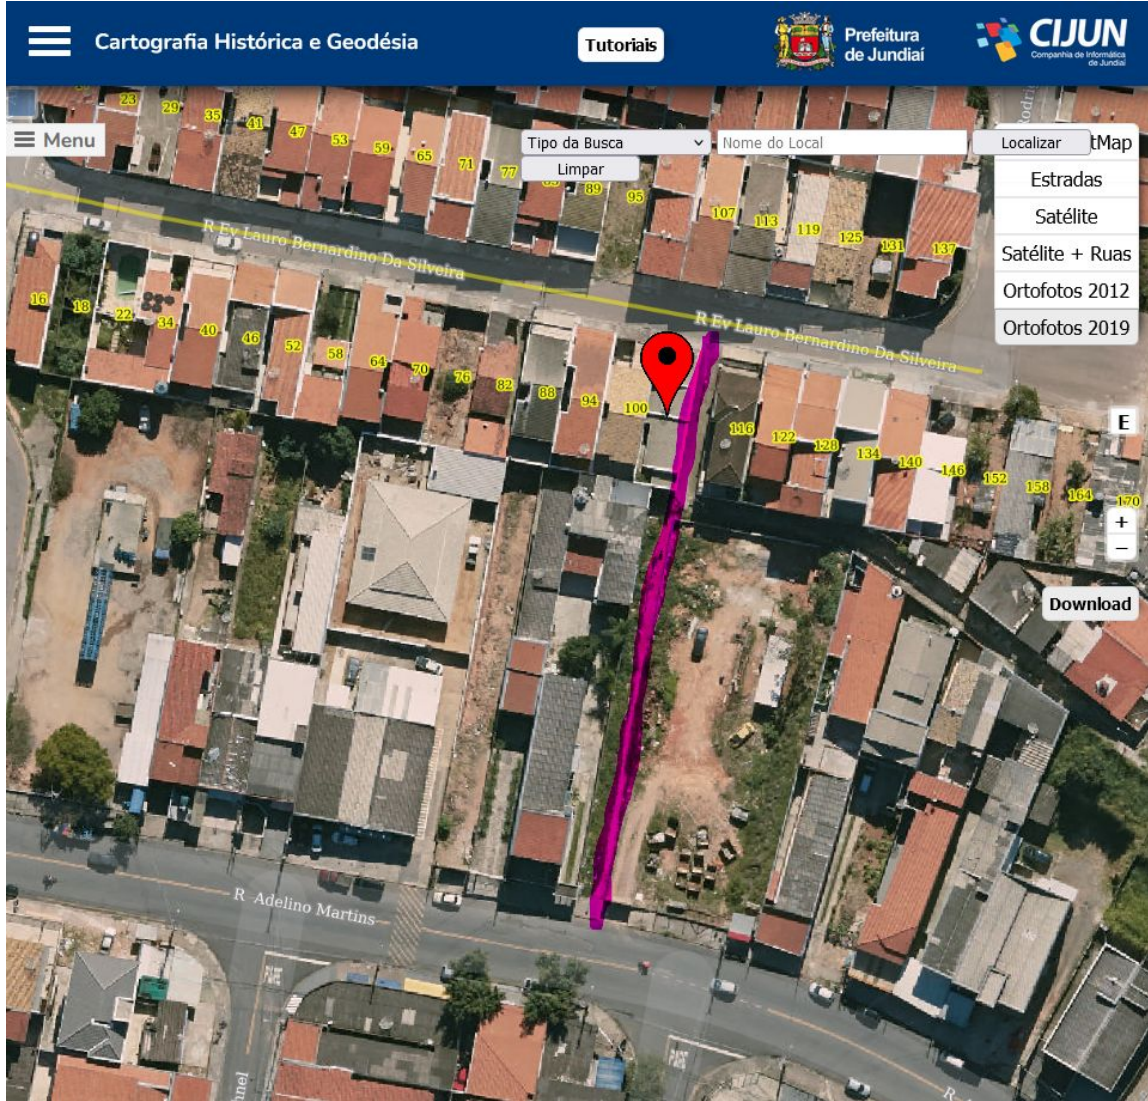 Cartografia Histórica e Geodésia
Tutoriais
Prefeitura
de Jundiaí
CIJUN
Companhia de Informática
de Jundiaí
Menu
Tipo da Busca
Nome do Local
Localizar
tMap
Limpar
Estradas
Satélite
Satélite + Ruas
Ortofotos 2012
Ortofotos 2019
23
29
35
41
47
53
59
65
71
77
89
95
107
113
119
125
131
137
R Ev Lauro Bernardino Da Silveira
R Ev Lauro Bernardino Da Silveira
16
18
22
34
40
46
52
58
64
70
76
82
88
94
100
116
122
128
134
140
146
152
158
164
170
E
+
−
Download
R Adelino Martins
PARE
PARE